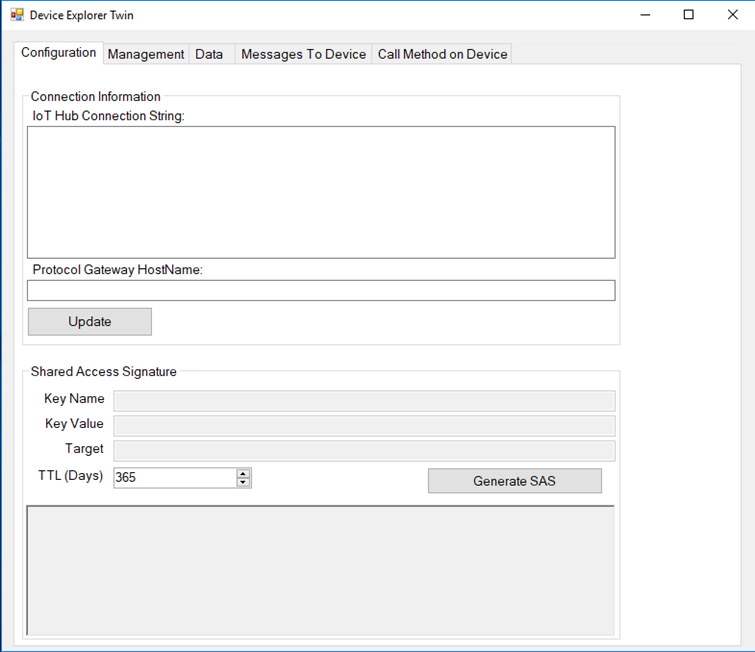 Device Explorer Twin
Configuration Management Data Messages To Device Call Method on Device
Connection Information
IoT Hub Connection String:
Protocol Gateway HostName:
Update
Shared Access Signature
Key Name
Key Value
Target
TTL (Days) 365 Generate SAS